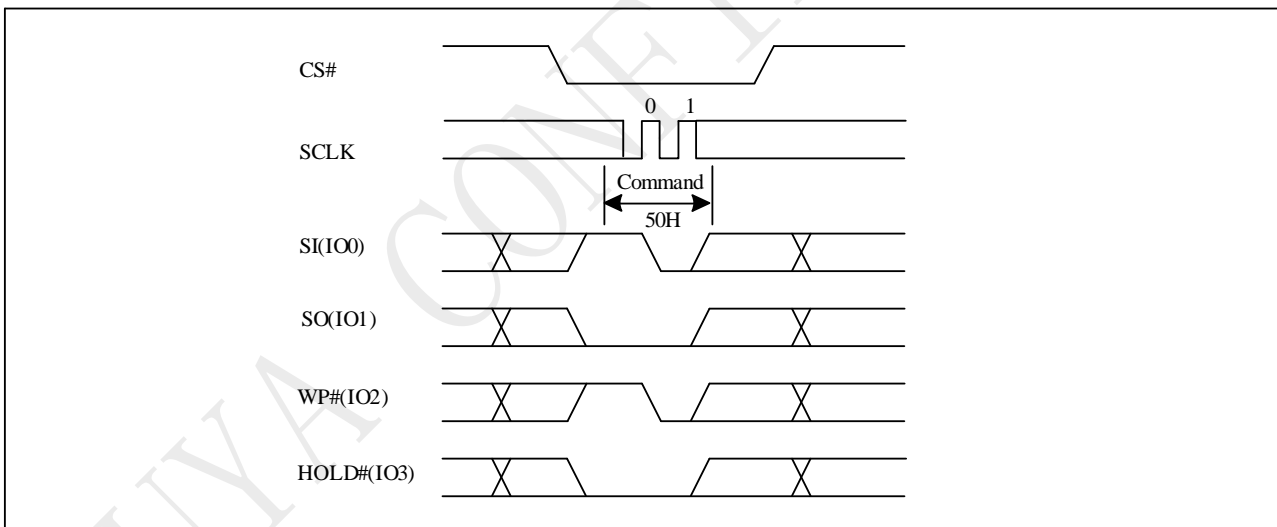 CS#
0 1
SCLK
Command
50H
SI(IO0)
SO(IO1)
WP#(IO2)
HOLD#(IO3)